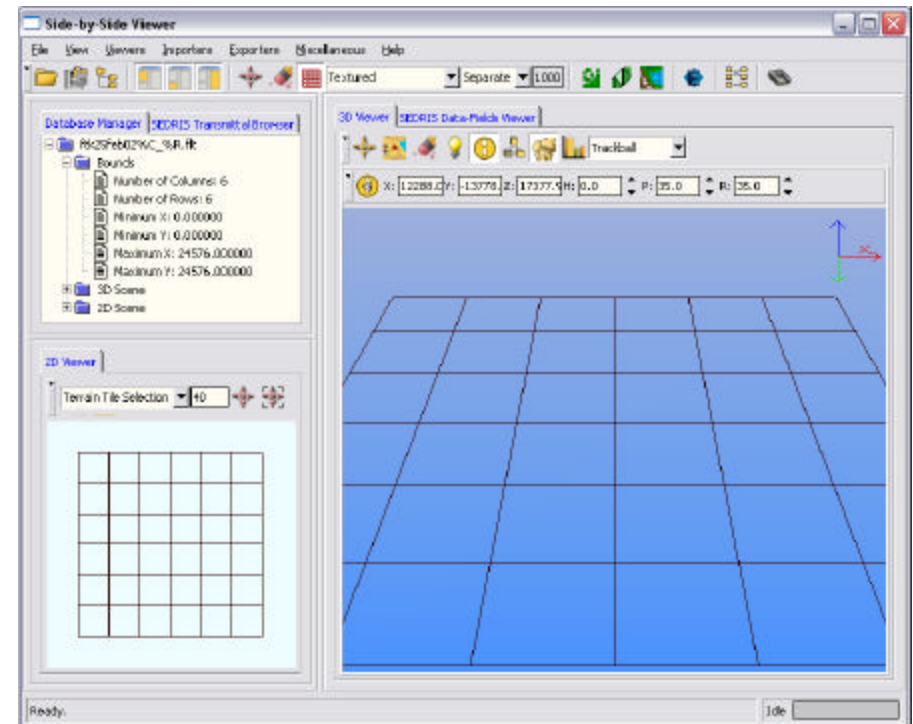 Side-by-Side Viewer
File View Viewers Importers Exporters Miscellaneous Help
Textured Separate 1000
Database Manager SEDRIS Transmittal Browser
Bounds
Number of Columns: 6
Number of Rows: 6
Minimum X: 0.000000
Minimum Y: 0.000000
Maximum X: 24576.000000
Maximum Y: 24576.000000
3D Scene
2D Scene
2D Viewer
Terrain Tile Selection 40
3D Viewer SEDRIS Data-Fields Viewer
Trackball
X: 12288.0 Y: -13778. Z: 17377.9 H: 0.0 P: 35.0 R: 35.0
Ready.
Idle